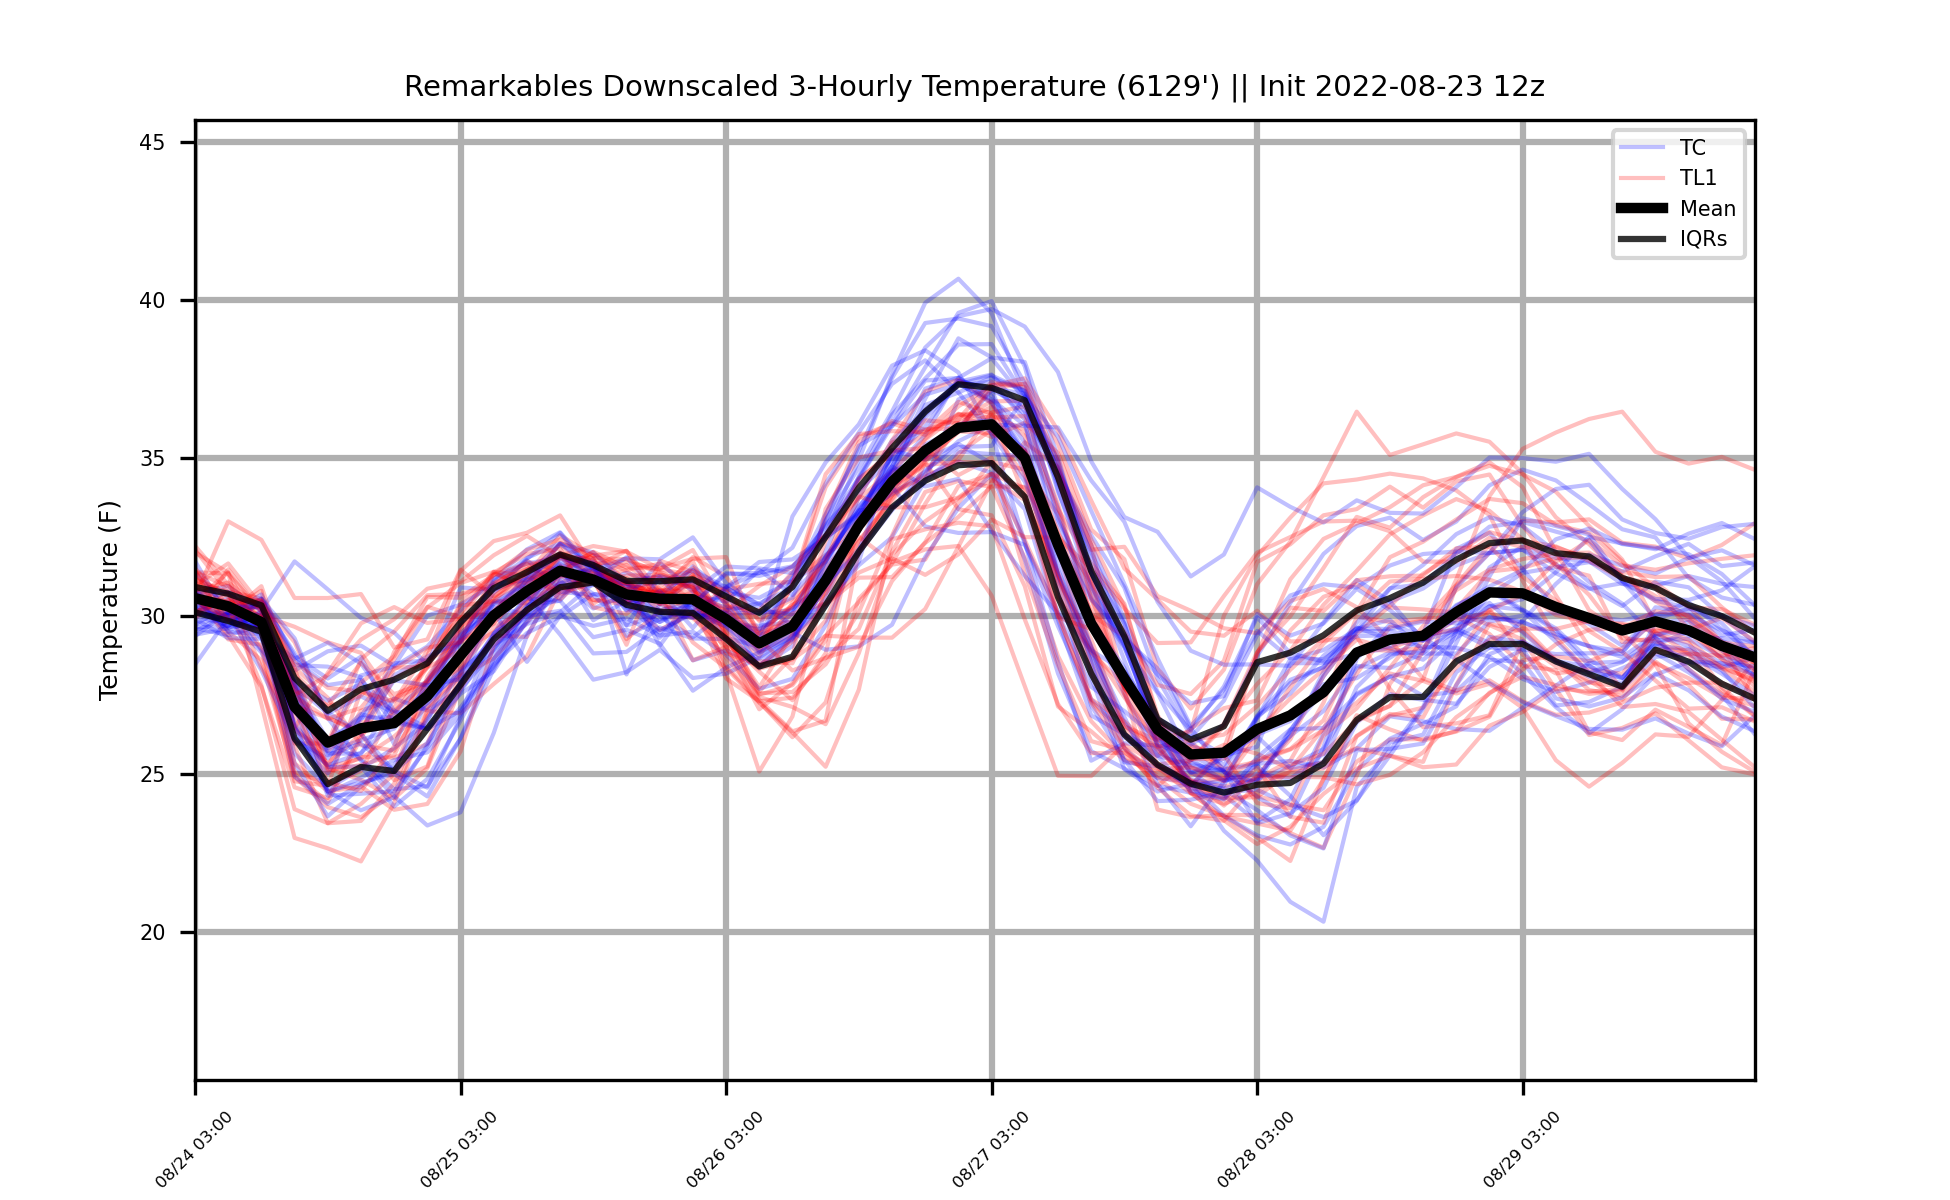 Remarkables Downscaled 3-Hourly Temperature (6129') || Init 2022-08-23 12z
TC
TL1
Mean
IQRs
Temperature (F)
45
40
35
30
25
20
08/24 03:00
08/25 03:00
08/26 03:00
08/27 03:00
08/28 03:00
08/29 03:00